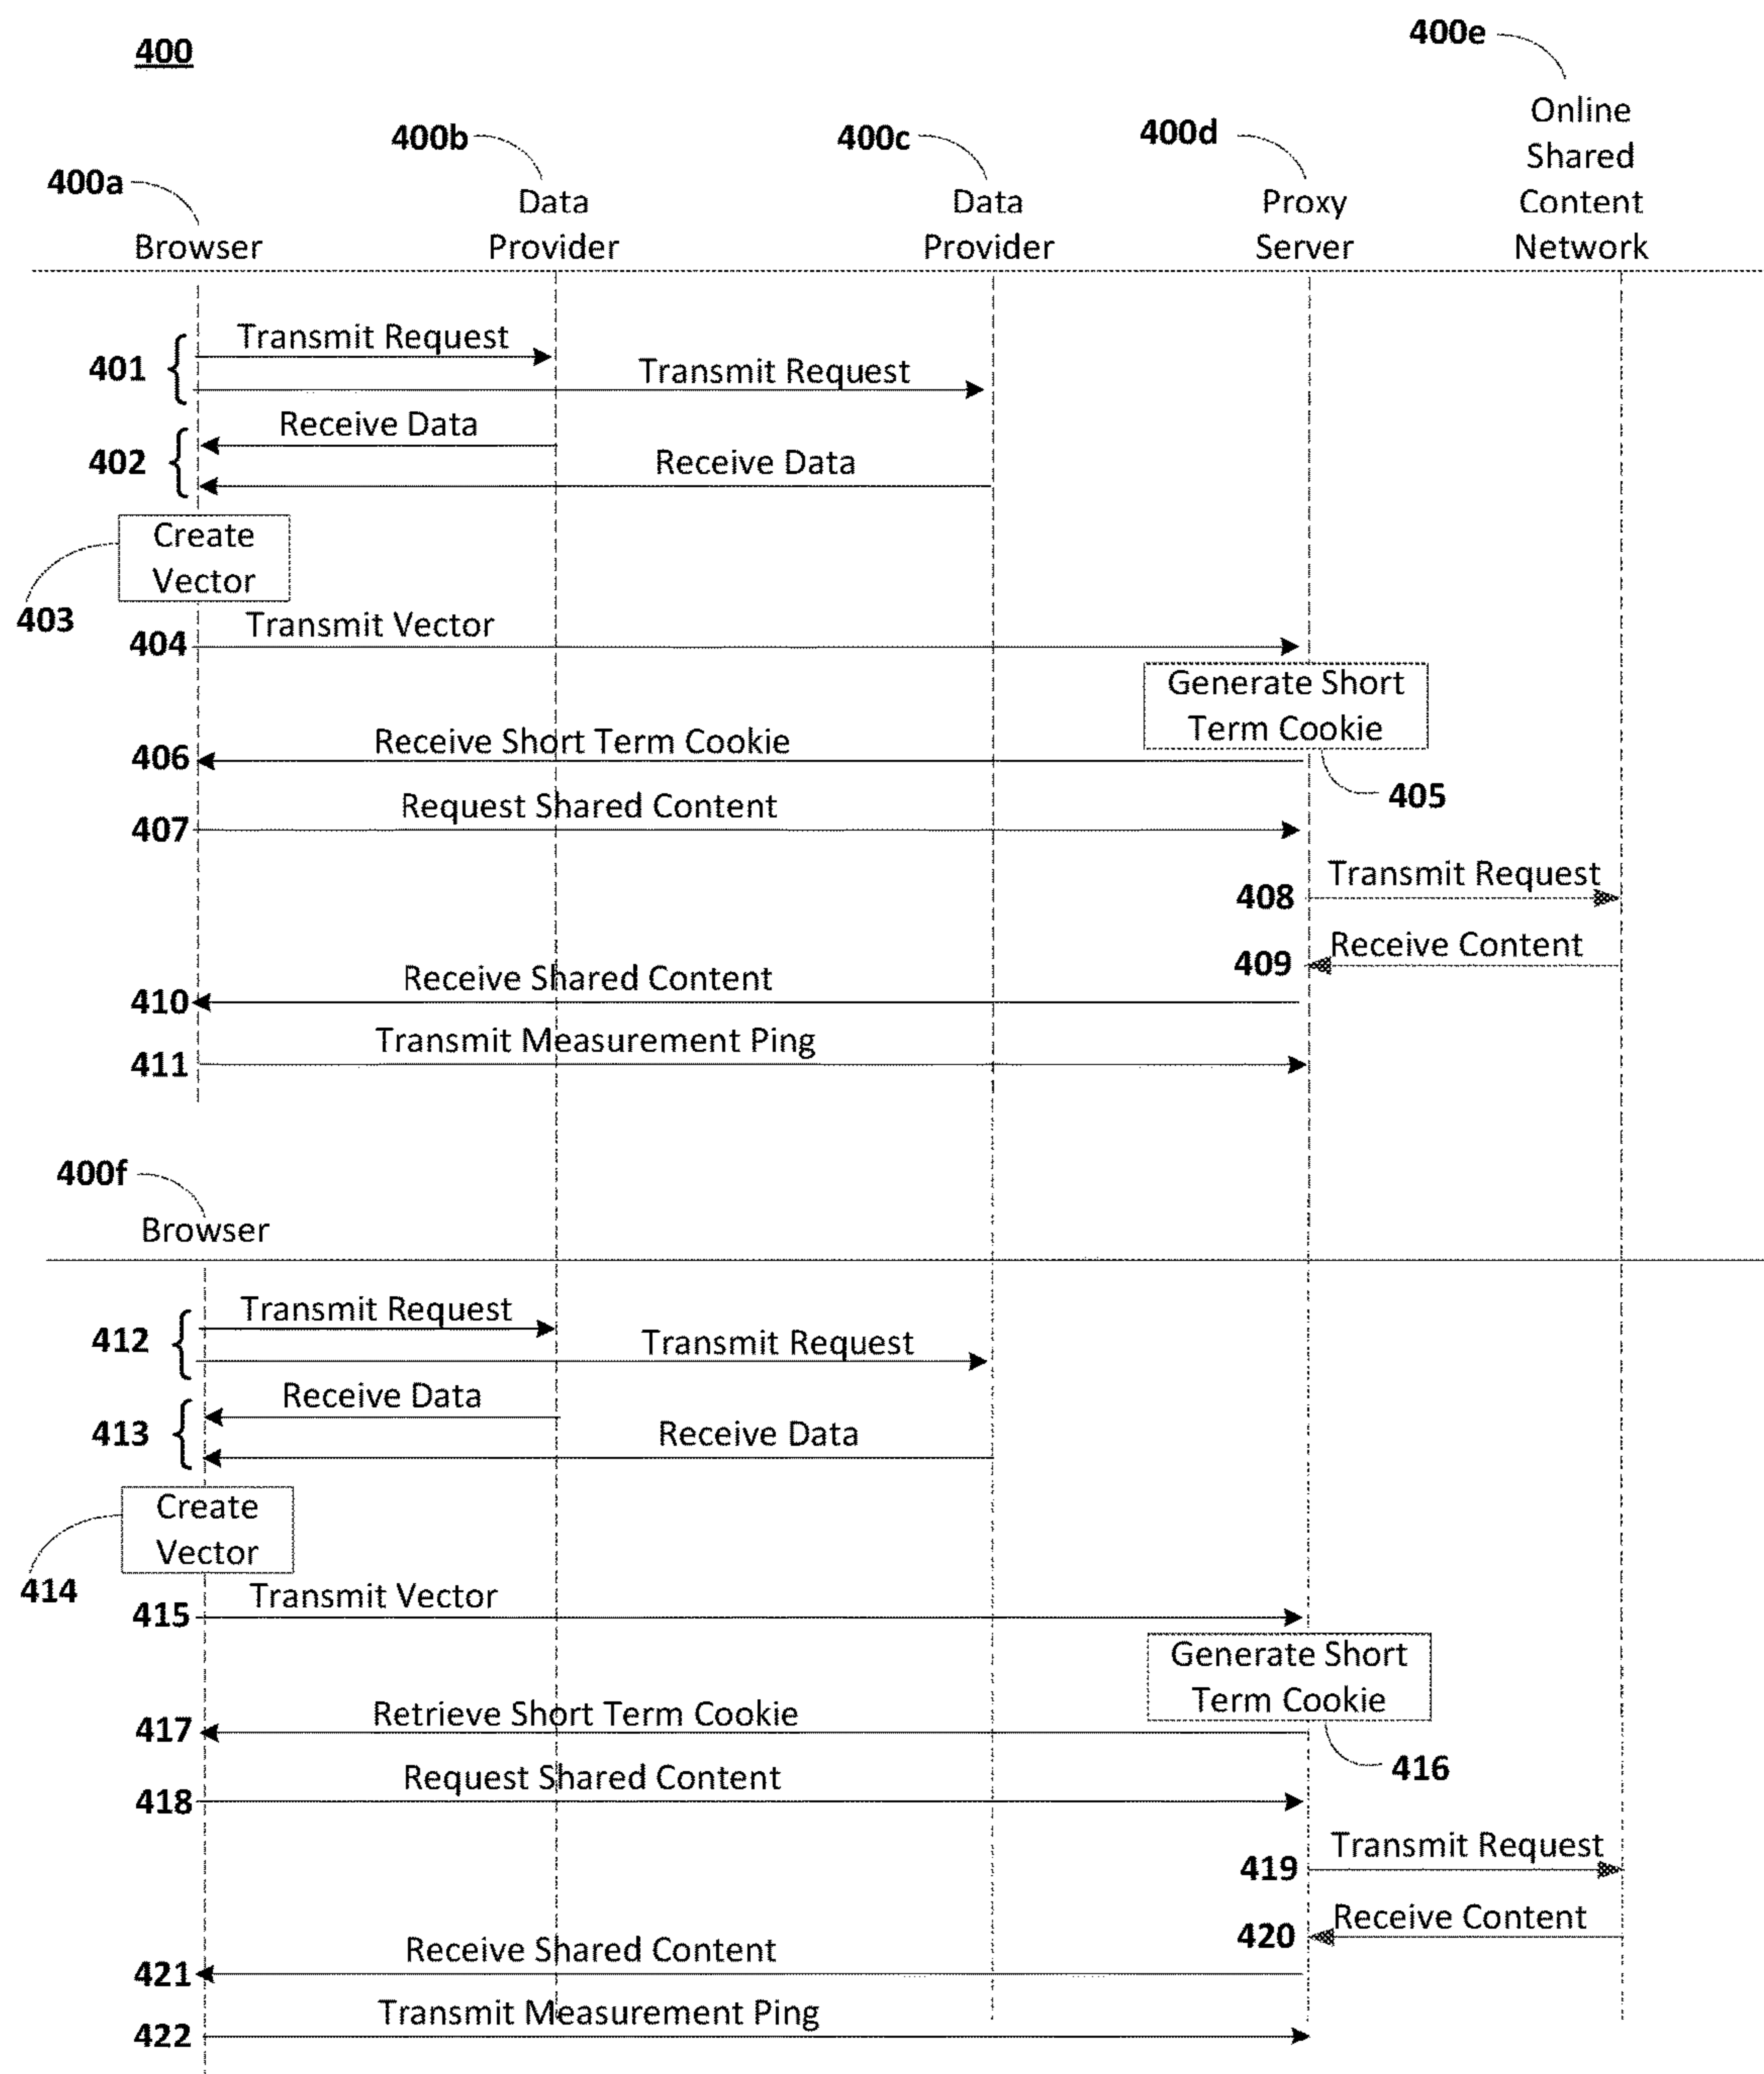 400
400e
Online
Shared
Content
Network
400b
400c
400d
400a
Data
Provider
Data
Provider
Proxy
Server
Browser
Transmit Request
401
Transmit Request
Receive Data
402
Receive Data
Create
Vector
403
Transmit Vector
404
Generate Short
Term Cookie
405
Receive Short Term Cookie
406
Request Shared Content
407
Transmit Request
408
Receive Content
409
Receive Shared Content
410
Transmit Measurement Ping
411
400f
Browser
Transmit Request
412
Transmit Request
Receive Data
413
Receive Data
Create
Vector
414
Transmit Vector
415
Generate Short
Term Cookie
416
Retrieve Short Term Cookie
417
Request Shared Content
418
Transmit Request
419
Receive Content
420
Receive Shared Content
421
Transmit Measurement Ping
422